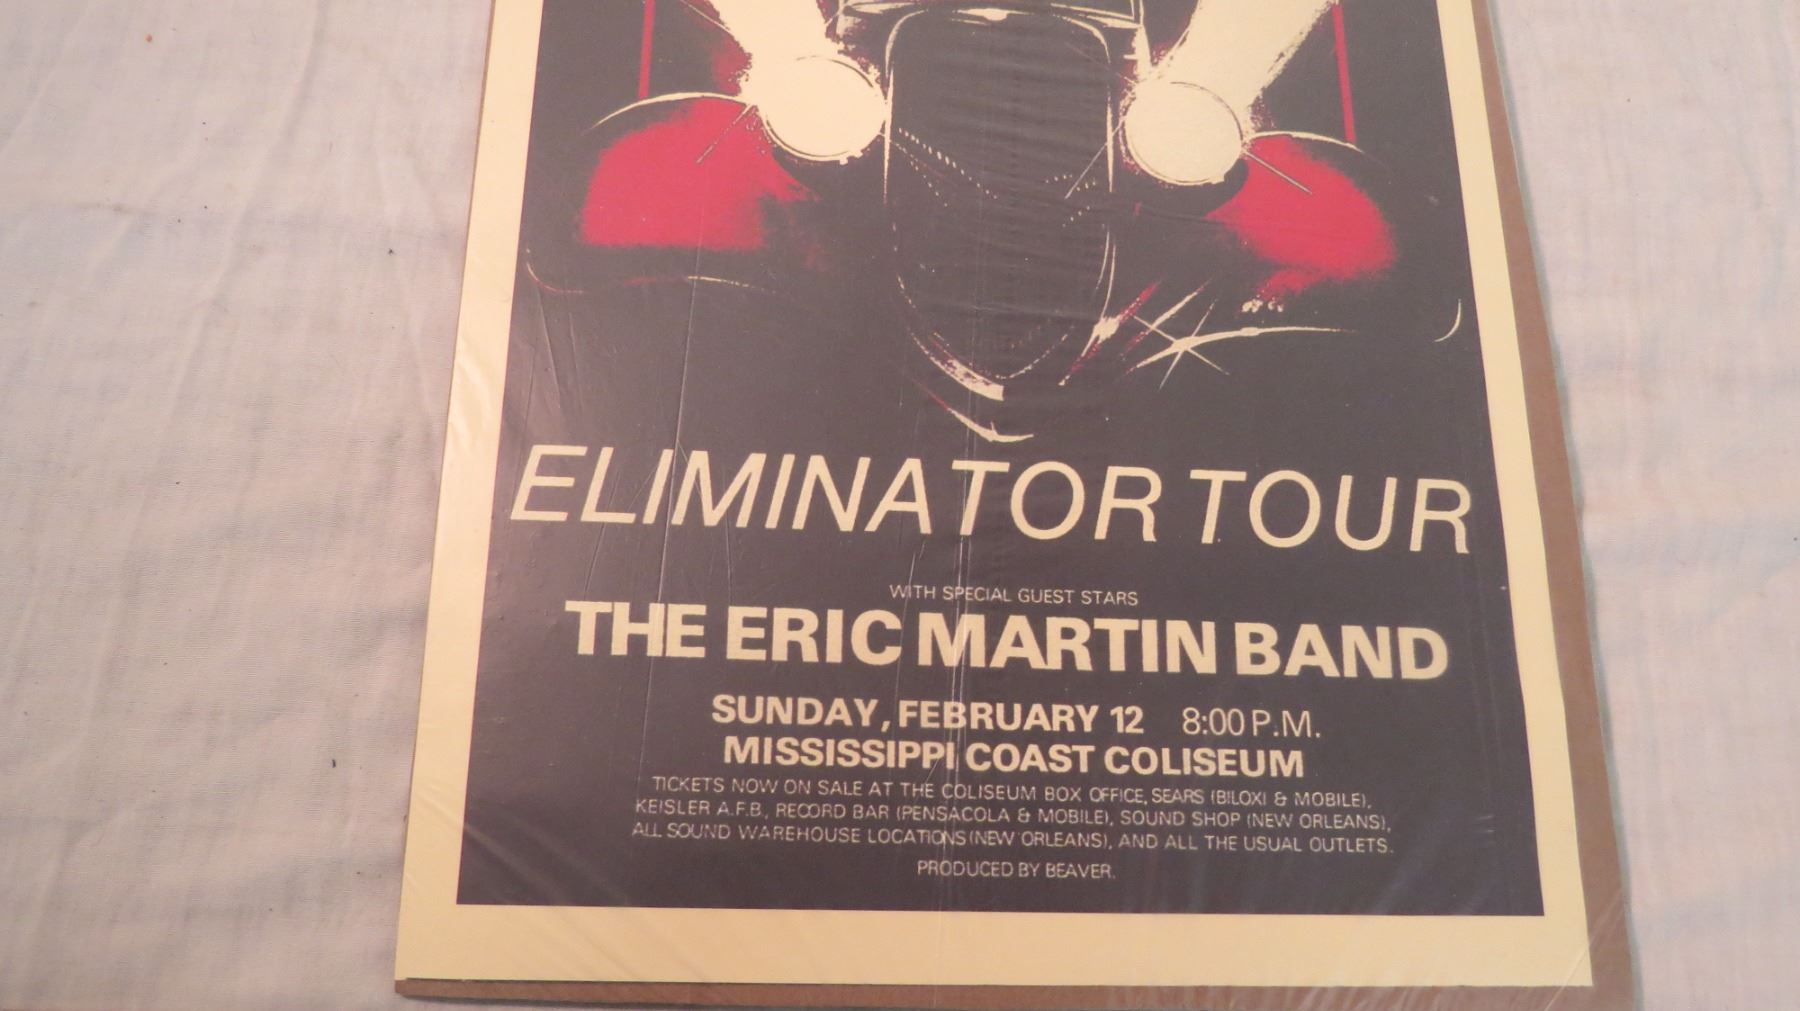 ELIMINATOR TOUR
WITH SPECIAL GUEST STARS
THE ERIC MARTIN BAND
SUNDAY, FEBRUARY 12 8:00 P.M.
MISSISSIPPI COAST COLISEUM
TICKETS NOW ON SALE AT THE COLISEUM BOX OFFICE, SEARS (BILOXI & MOBILE),
KEISLER A.F.B., RECORD BAR (PENSACOLA & MOBILE), SOUND SHOP (NEW ORLEANS),
ALL SOUND WAREHOUSE LOCATIONS (NEW ORLEANS), AND ALL THE USUAL OUTLETS.
PRODUCED BY BEAVER.